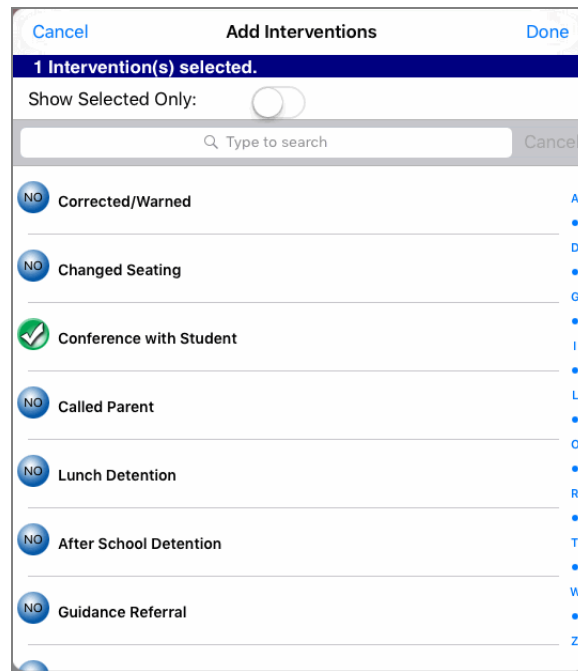 Cancel Add Interventions Done
1 Intervention(s) selected.
Show Selected Only:
Type to search Cancel
NO Corrected/Warned
NO Changed Seating
Conference with Student
NO Called Parent
NO Lunch Detention
NO After School Detention
NO Guidance Referral
A
D
G
I
L
O
R
T
W
Z